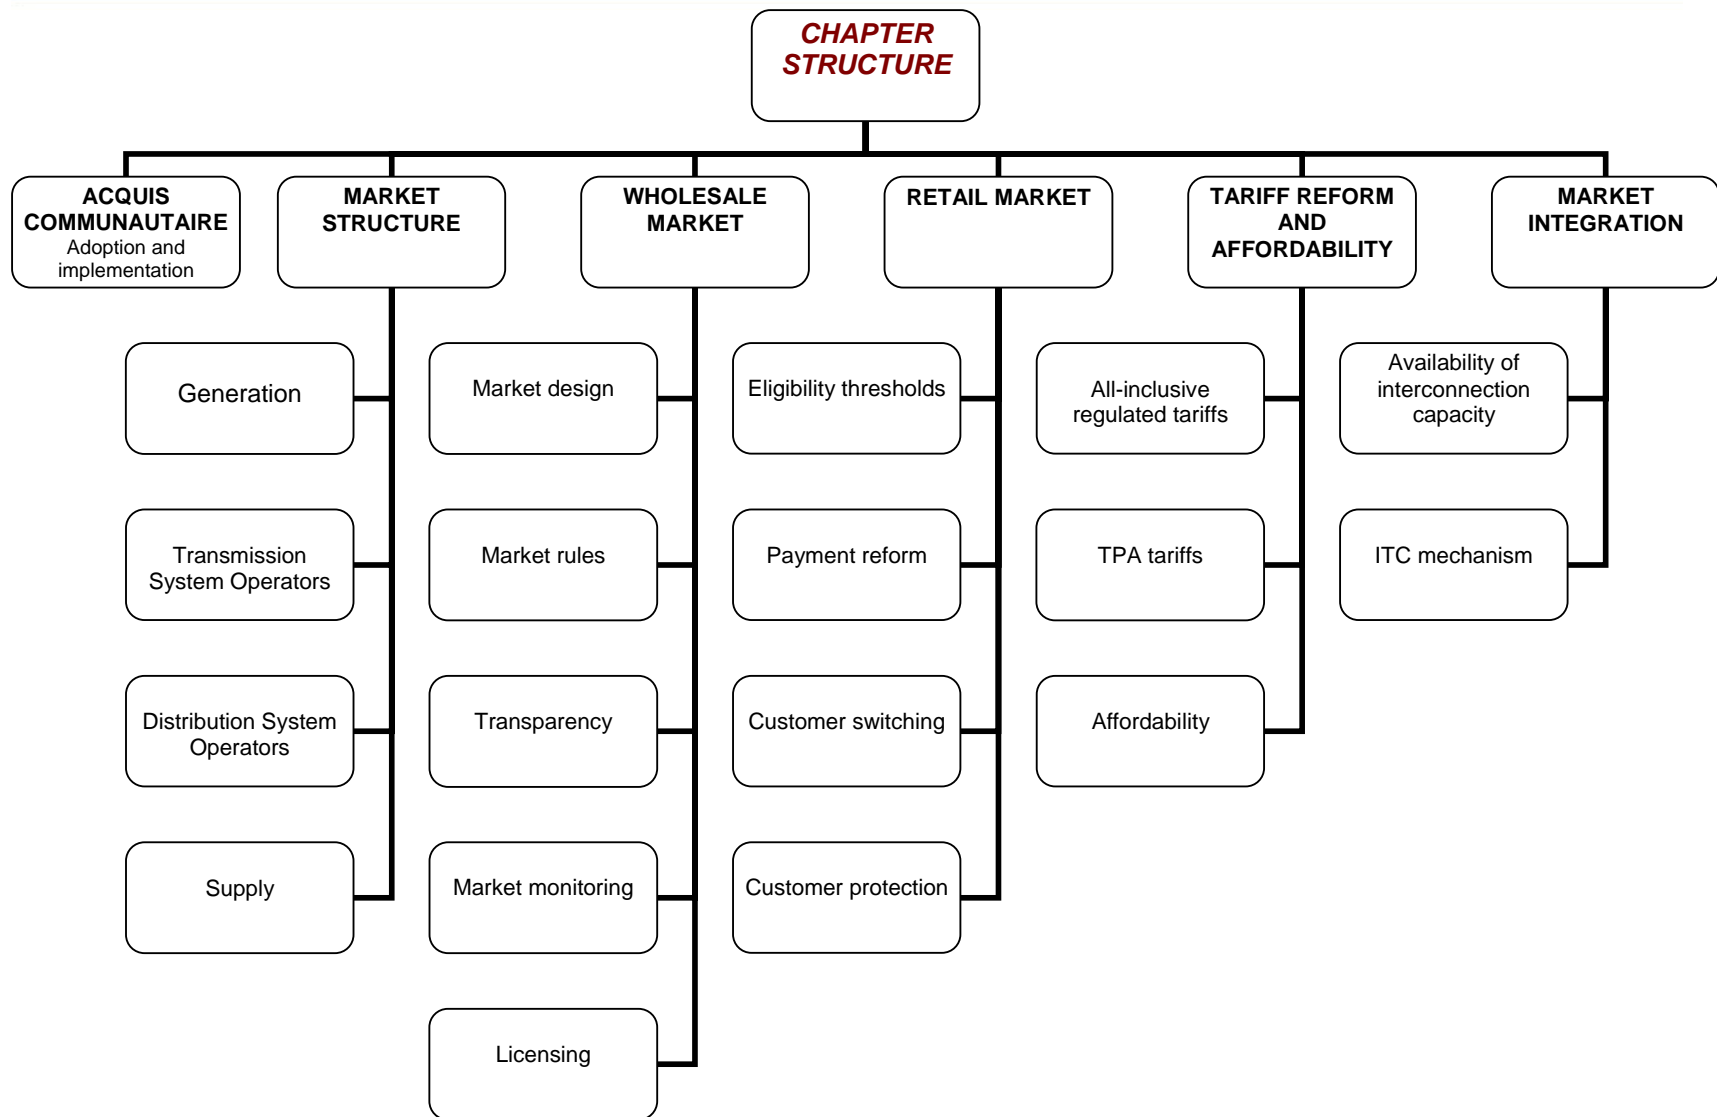 CHAPTER
STRUCTURE
ACQUIS
COMMUNAUTAIRE
Adoption and
implementation
MARKET
STRUCTURE
WHOLESALE
MARKET
RETAIL MARKET
TARIFF REFORM
AND
AFFORDABILITY
MARKET
INTEGRATION
Generation
Transmission
System Operators
Distribution System
Operators
Supply
Market design
Market rules
Transparency
Market monitoring
Licensing
Eligibility thresholds
Payment reform
Customer switching
Customer protection
All-inclusive
regulated tariffs
TPA tariffs
Affordability
Availability of
interconnection
capacity
ITC mechanism